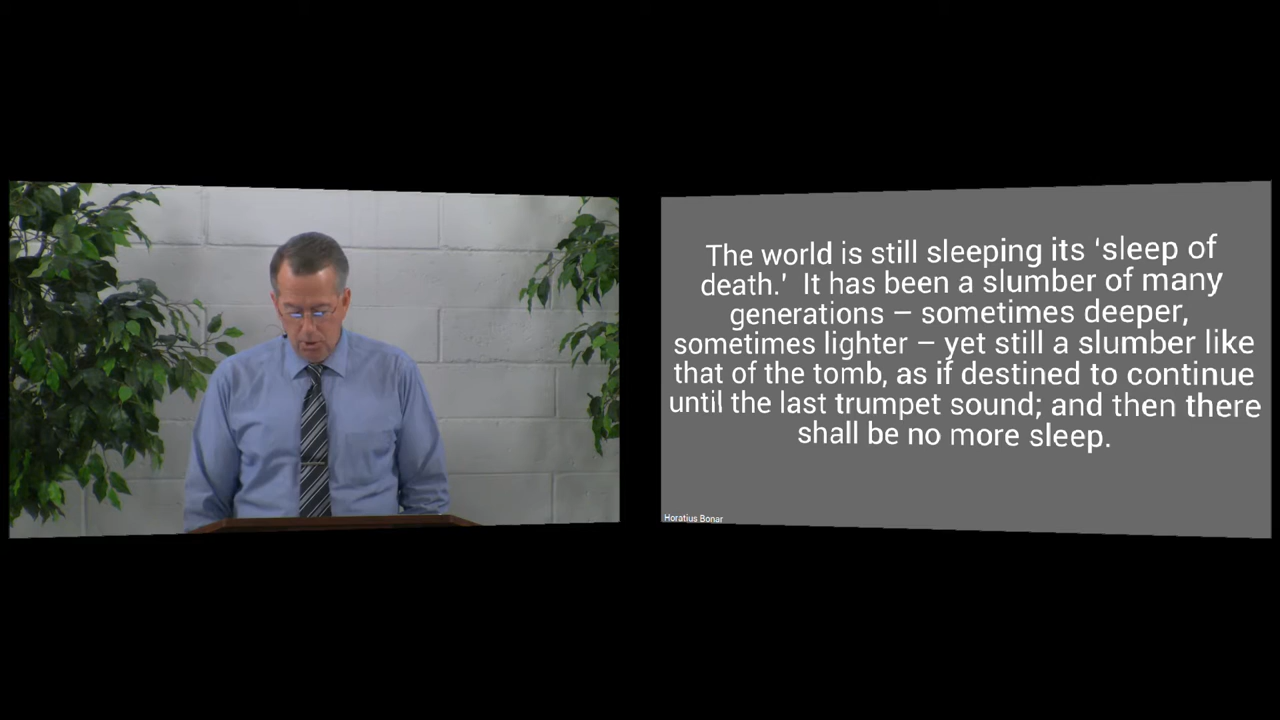 The world is still sleeping its ‘sleep of
death.’  It has been a slumber of many
generations – sometimes deeper,
sometimes lighter – yet still a slumber like
that of the tomb, as if destined to continue
until the last trumpet sound; and then there
shall be no more sleep.
Horatius Bonar